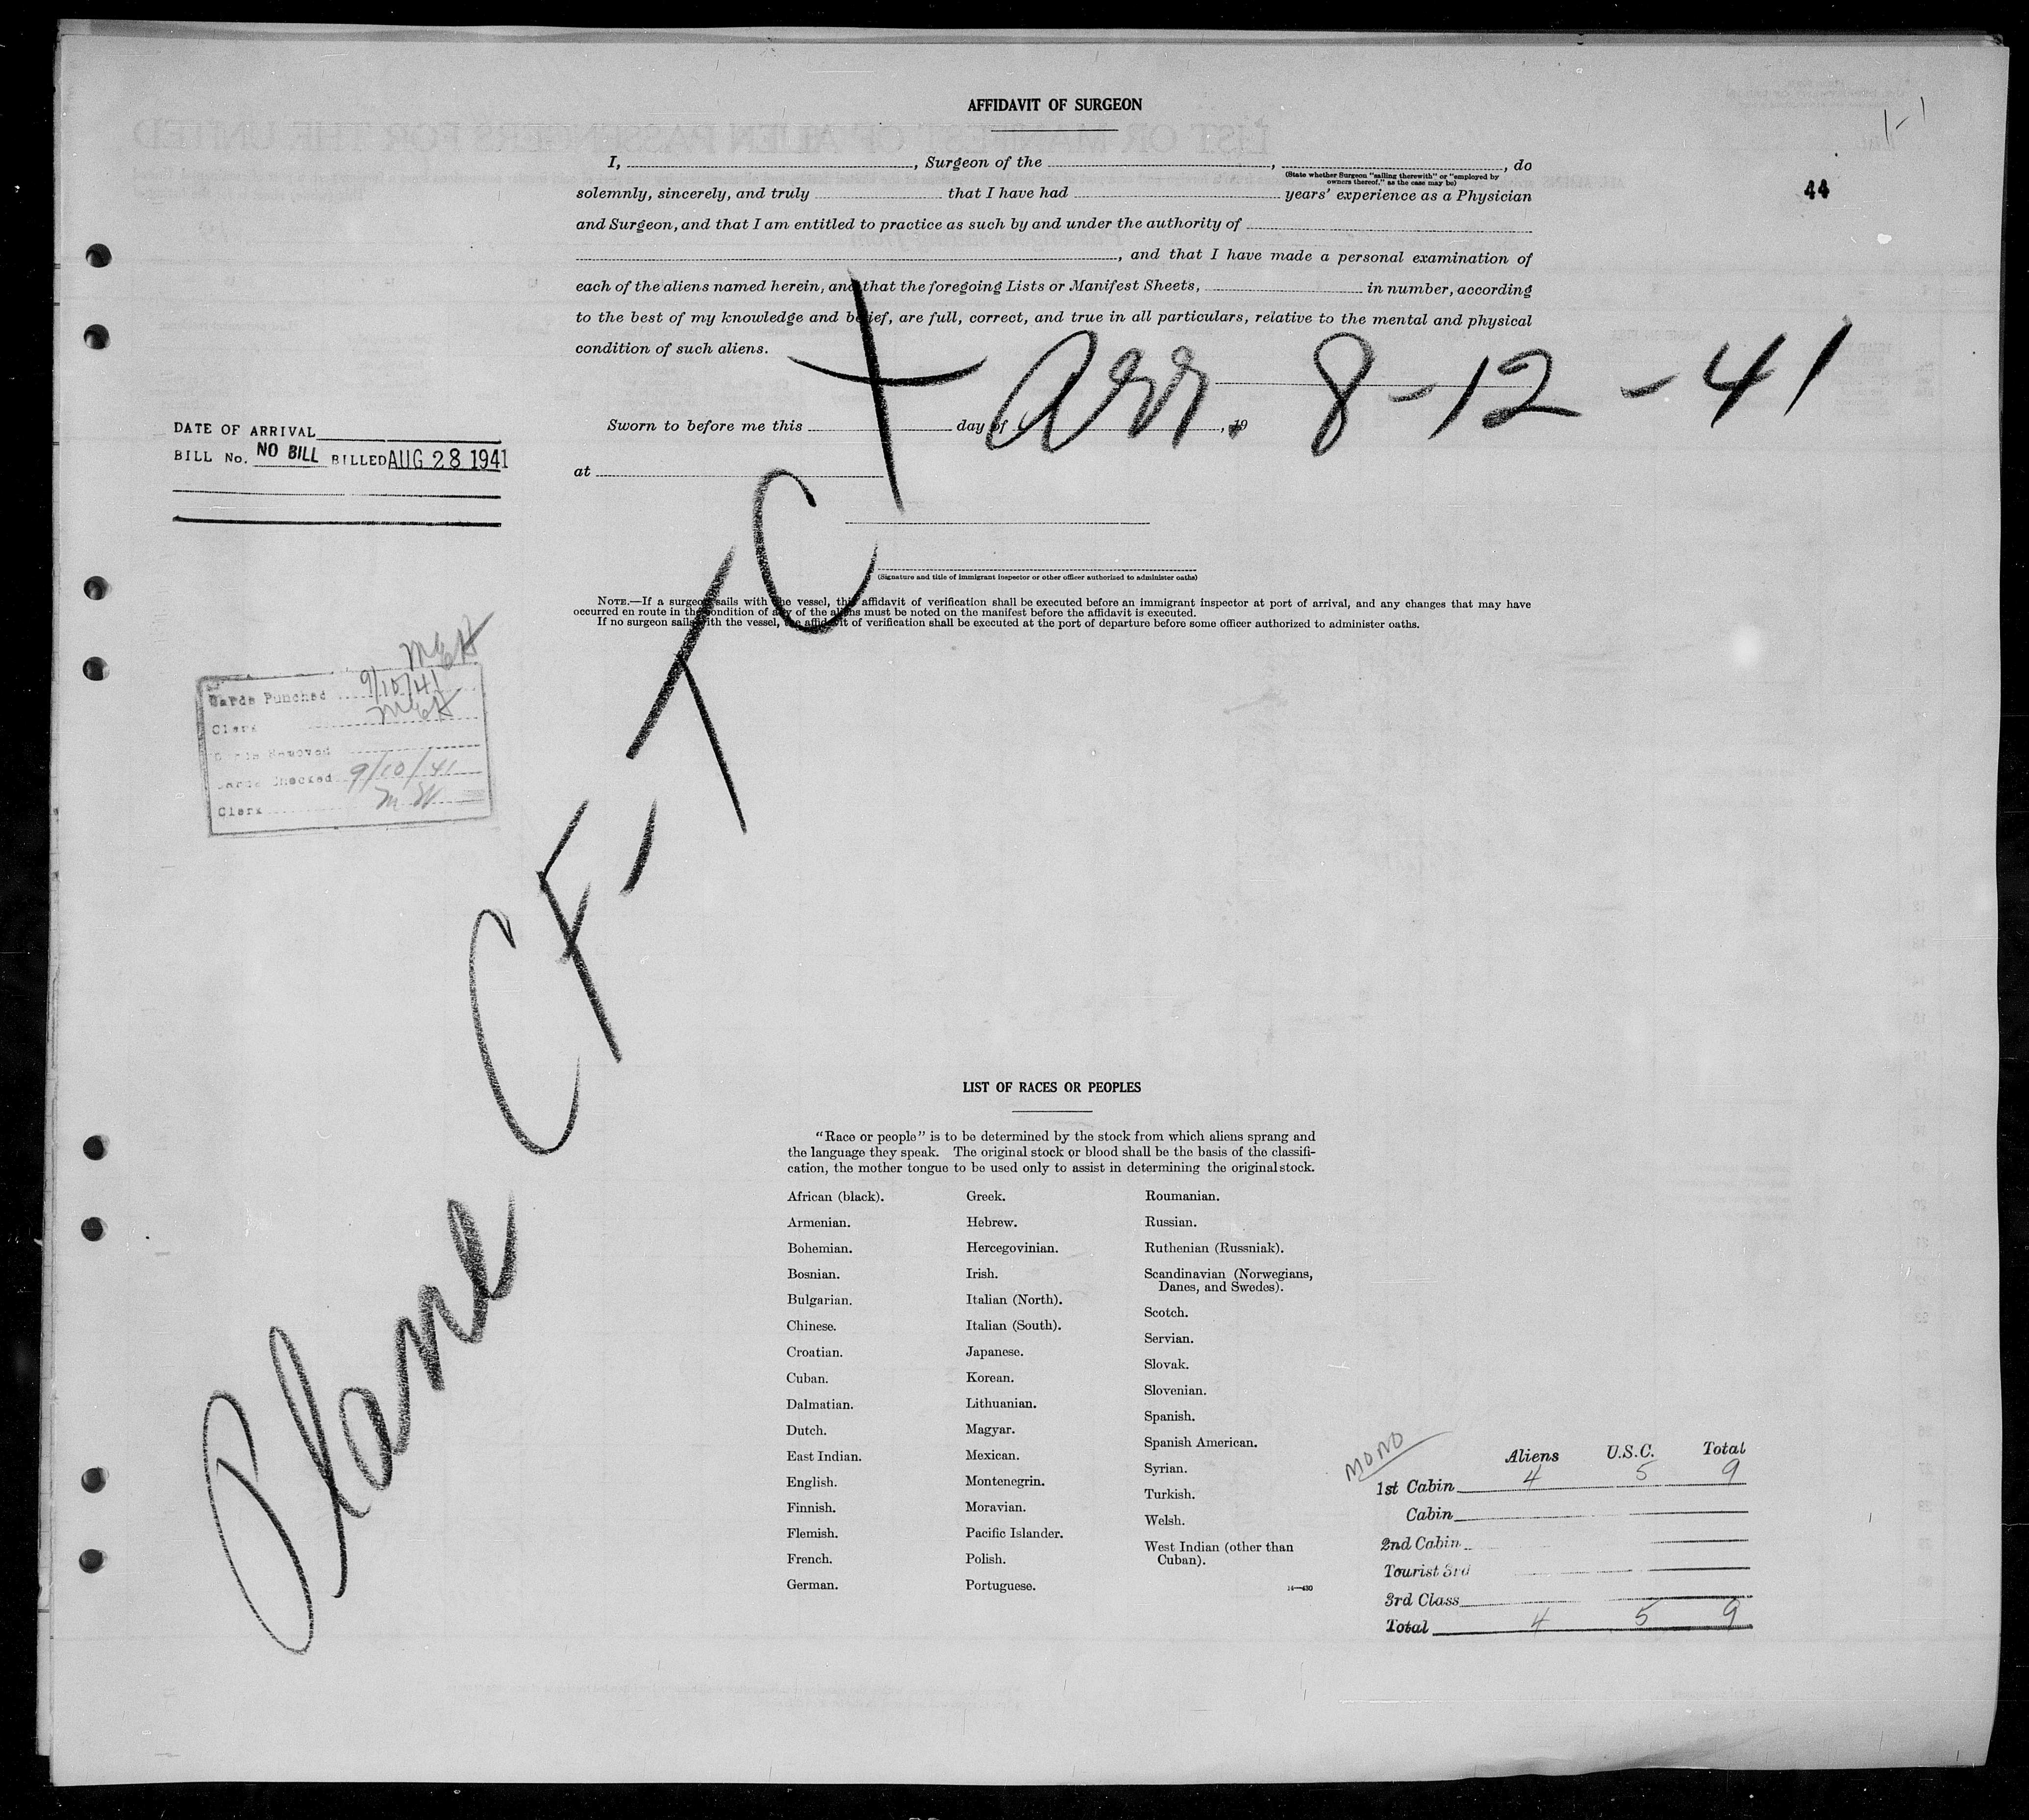 AFFIDAVIT OF SURGEON
1-1
44
I, , Surgeon of the , , do
(State whether Surgeon "sailing therewith" or "employed by
owners thereof," as the case may be)
solemnly, sincerely, and truly that I have had years' experience as a Physician
and Surgeon, and that I am entitled to practice as such by and under the authority of
, and that I have made a personal examination of
each of the aliens named herein, and that the foregoing Lists or Manifest Sheets, in number, according
to the best of my knowledge and belief, are full, correct, and true in all particulars, relative to the mental and physical
condition of such aliens.
Arr. 8-12-41
Sworn to before me this day of , 19
at
DATE OF ARRIVAL
BILL No. NO BILL BILLED AUG 28 1941
(Signature and title of immigrant inspector or other officer authorized to administer oaths)
NOTE.—If a surgeon sails with the vessel, this affidavit of verification shall be executed before an immigrant inspector at port of arrival, and any changes that may have
occurred en route in the condition of any of the aliens must be noted on the manifest before the affidavit is executed.
If no surgeon sails with the vessel, the affidavit of verification shall be executed at the port of departure before some officer authorized to administer oaths.
Cards Punched 9/10/41
Clerk
Cards Removed
Cards Checked 9/10/41
Clerk
Plane CF-TCX
LIST OF RACES OR PEOPLES
"Race or people" is to be determined by the stock from which aliens sprang and
the language they speak. The original stock or blood shall be the basis of the classifi-
cation, the mother tongue to be used only to assist in determining the original stock.
African (black).
Armenian.
Bohemian.
Bosnian.
Bulgarian.
Chinese.
Croatian.
Cuban.
Dalmatian.
Dutch.
East Indian.
English.
Finnish.
Flemish.
French.
German.
Greek.
Hebrew.
Hercegovinian.
Irish.
Italian (North).
Italian (South).
Japanese.
Korean.
Lithuanian.
Magyar.
Mexican.
Montenegrin.
Moravian.
Pacific Islander.
Polish.
Portuguese.
Roumanian.
Russian.
Ruthenian (Russniak).
Scandinavian (Norwegians,
Danes, and Swedes).
Scotch.
Servian.
Slovak.
Slovenian.
Spanish.
Spanish American.
Syrian.
Turkish.
Welsh.
West Indian (other than
Cuban).
14—430
MONO
Aliens U.S.C. Total
1st Cabin 4 5 9
Cabin
2nd Cabin
Tourist 3rd
3rd Class
Total 4 5 9